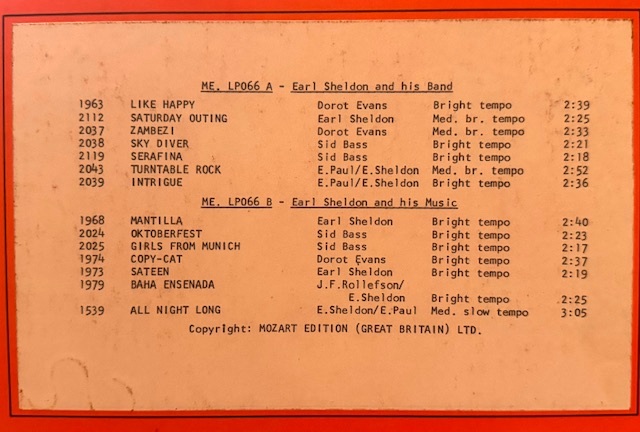 ME. LP066 A - Earl Sheldon and his Band
1963 LIKE HAPPY Dorot Evans Bright tempo 2:39
2112 SATURDAY OUTING Earl Sheldon Med. br. tempo 2:25
2037 ZAMBEZI Dorot Evans Med. br. tempo 2:33
2038 SKY DIVER Sid Bass Bright tempo 2:21
2119 SERAFINA Sid Bass Bright tempo 2:18
2043 TURNTABLE ROCK E.Paul/E.Sheldon Med. br. tempo 2:52
2039 INTRIGUE E.Paul/E.Sheldon Bright tempo 2:36
ME. LP066 B - Earl Sheldon and his Music
1968 MANTILLA Earl Sheldon Bright tempo 2:40
2024 OKTOBERFEST Sid Bass Bright tempo 2:23
2025 GIRLS FROM MUNICH Sid Bass Bright tempo 2:17
1974 COPY-CAT Dorot Evans Bright tempo 2:37
1973 SATEEN Earl Sheldon Bright tempo 2:19
1979 BAHA ENSENADA J.F.Rollefson/
E.Sheldon Bright tempo 2:25
1539 ALL NIGHT LONG E.Sheldon/E.Paul Med. slow tempo 3:05
Copyright: MOZART EDITION (GREAT BRITAIN) LTD.